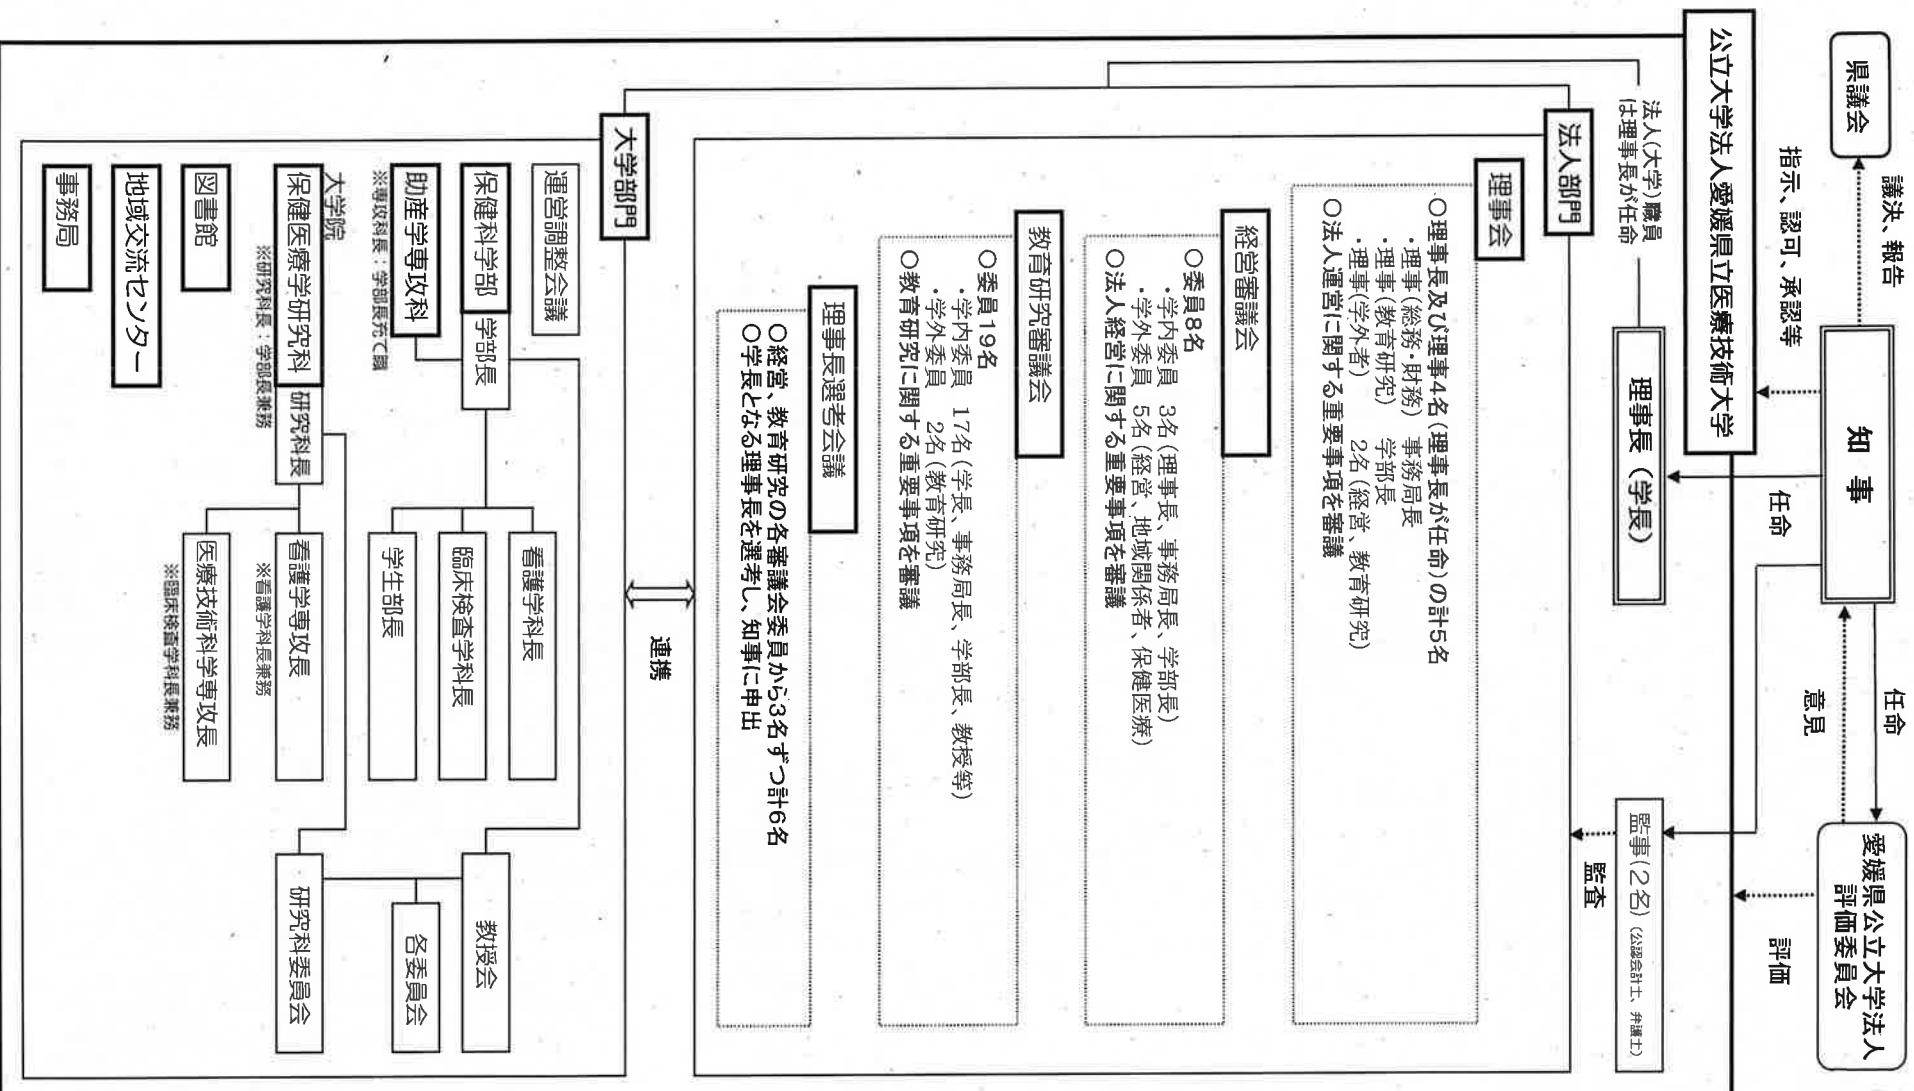 県議会
議決、報告
知　事
任命
意見
愛媛県公立大学法人
評価委員会
指示、認可、承認等
任命
評価
公立大学法人愛媛県立医療技術大学
法人(大学)職員
は理事長が任命
理事長（学長）
監事(2名)（公認会計士、弁護士）
監査
法人部門
理事会
○理事長及び理事4名(理事長が任命)の計5名
・理事(総務・財務)　事務局長
・理事(教育研究)　学部長
・理事(学外者)　2名(経営、教育研究)
○法人運営に関する重要事項を審議
経営審議会
○委員8名
・学内委員　3名(理事長、事務局長、学部長)
・学外委員　5名(経営、地域関係者、保健医療)
○法人経営に関する重要事項を審議
教育研究審議会
○委員19名
・学内委員　17名(学長、事務局長、学部長、教授等)
・学外委員　2名(教育研究)
○教育研究に関する重要事項を審議
理事長選考会議
○経営、教育研究の各審議会委員から3名ずつ計6名
○学長となる理事長を選考し、知事に申出
連携
大学部門
運営調整会議
保健科学部
学部長
看護学科長
臨床検査学科長
学生部長
教授会
各委員会
助産学専攻科
※専攻科長：学部長充て職
大学院
保健医療学研究科
研究科長
※研究科長：学部長兼務
看護学専攻長
※看護学科長兼務
医療技術科学専攻長
※臨床検査学科長兼務
研究科委員会
図書館
地域交流センター
事務局